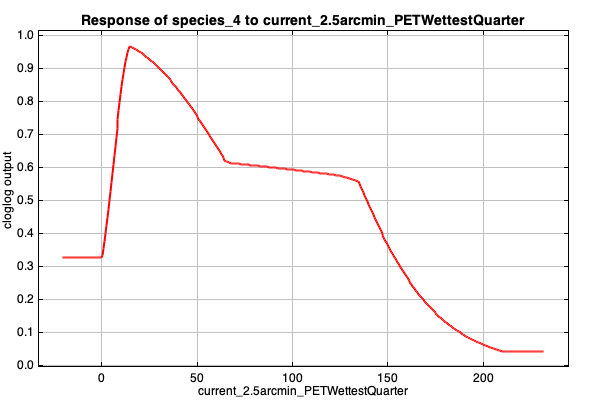 Response of species_4 to current_2.5arcmin_PETWettestQuarter
1.0
0.9
0.8
0.7
0.6
0.5
0.4
0.3
0.2
0.1
0.0
cloglog output
0 50 100 150 200
current_2.5arcmin_PETWettestQuarter